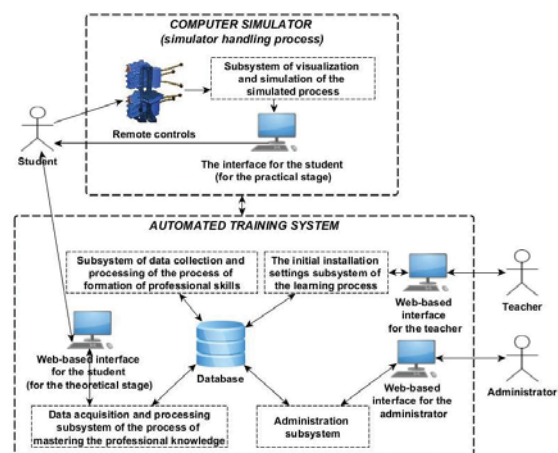 COMPUTER SIMULATOR
(simulator handling process)
Subsystem of visualization
and simulation of the
simulated process
Remote controls
Student
The interface for the student
(for the practical stage)
AUTOMATED TRAINING SYSTEM
Subsystem of data collection and
processing of the process of
formation of professional skills
The initial installation
settings subsystem of
the learning process
Web-based interface
for the teacher
Teacher
Web-based interface
for the student
(for the theoretical stage)
Database
Web-based
interface for the
administrator
Administrator
Data acquisition and processing
subsystem of the process of
mastering the professional knowledge
Administration
subsystem